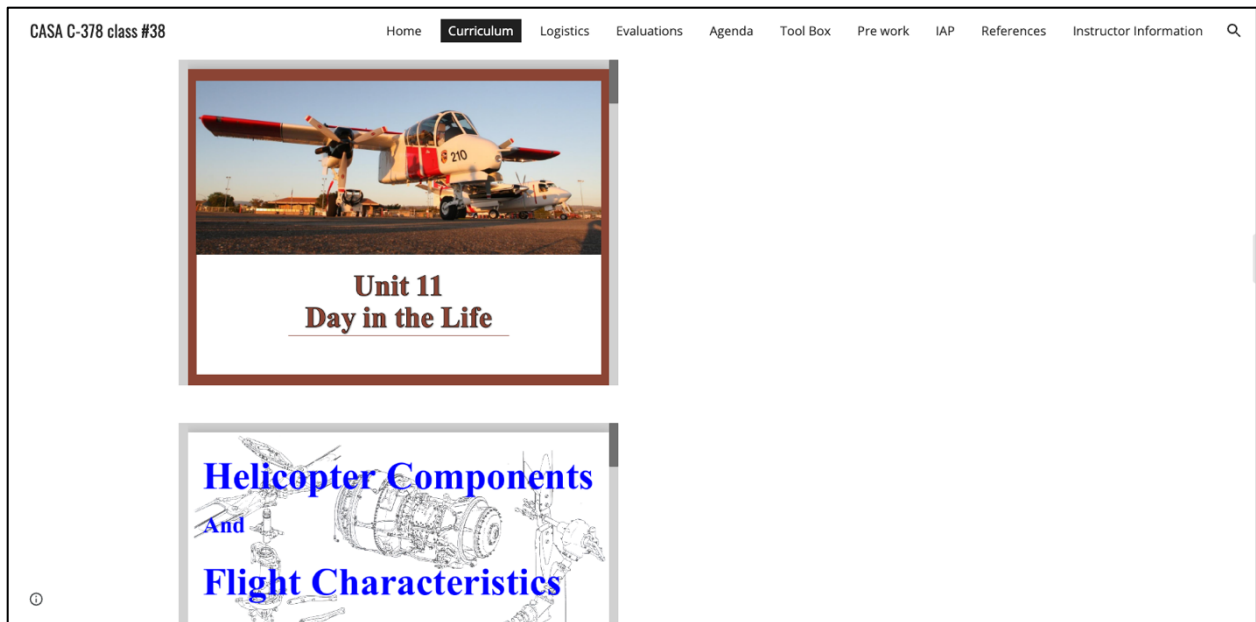 CASA C-378 class #38
Home Curriculum Logistics Evaluations Agenda Tool Box Pre work IAP References Instructor Information
210
Unit 11
Day in the Life
Helicopter Components
And
Flight Characteristics